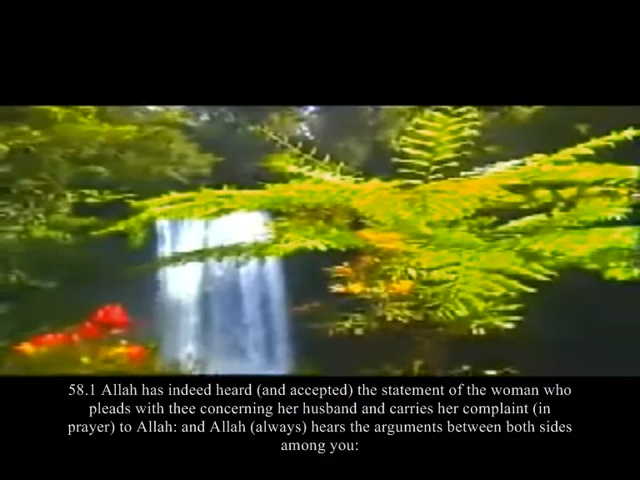 58.1 Allah has indeed heard (and accepted) the statement of the woman who
pleads with thee concerning her husband and carries her complaint (in
prayer) to Allah: and Allah (always) hears the arguments between both sides
among you: